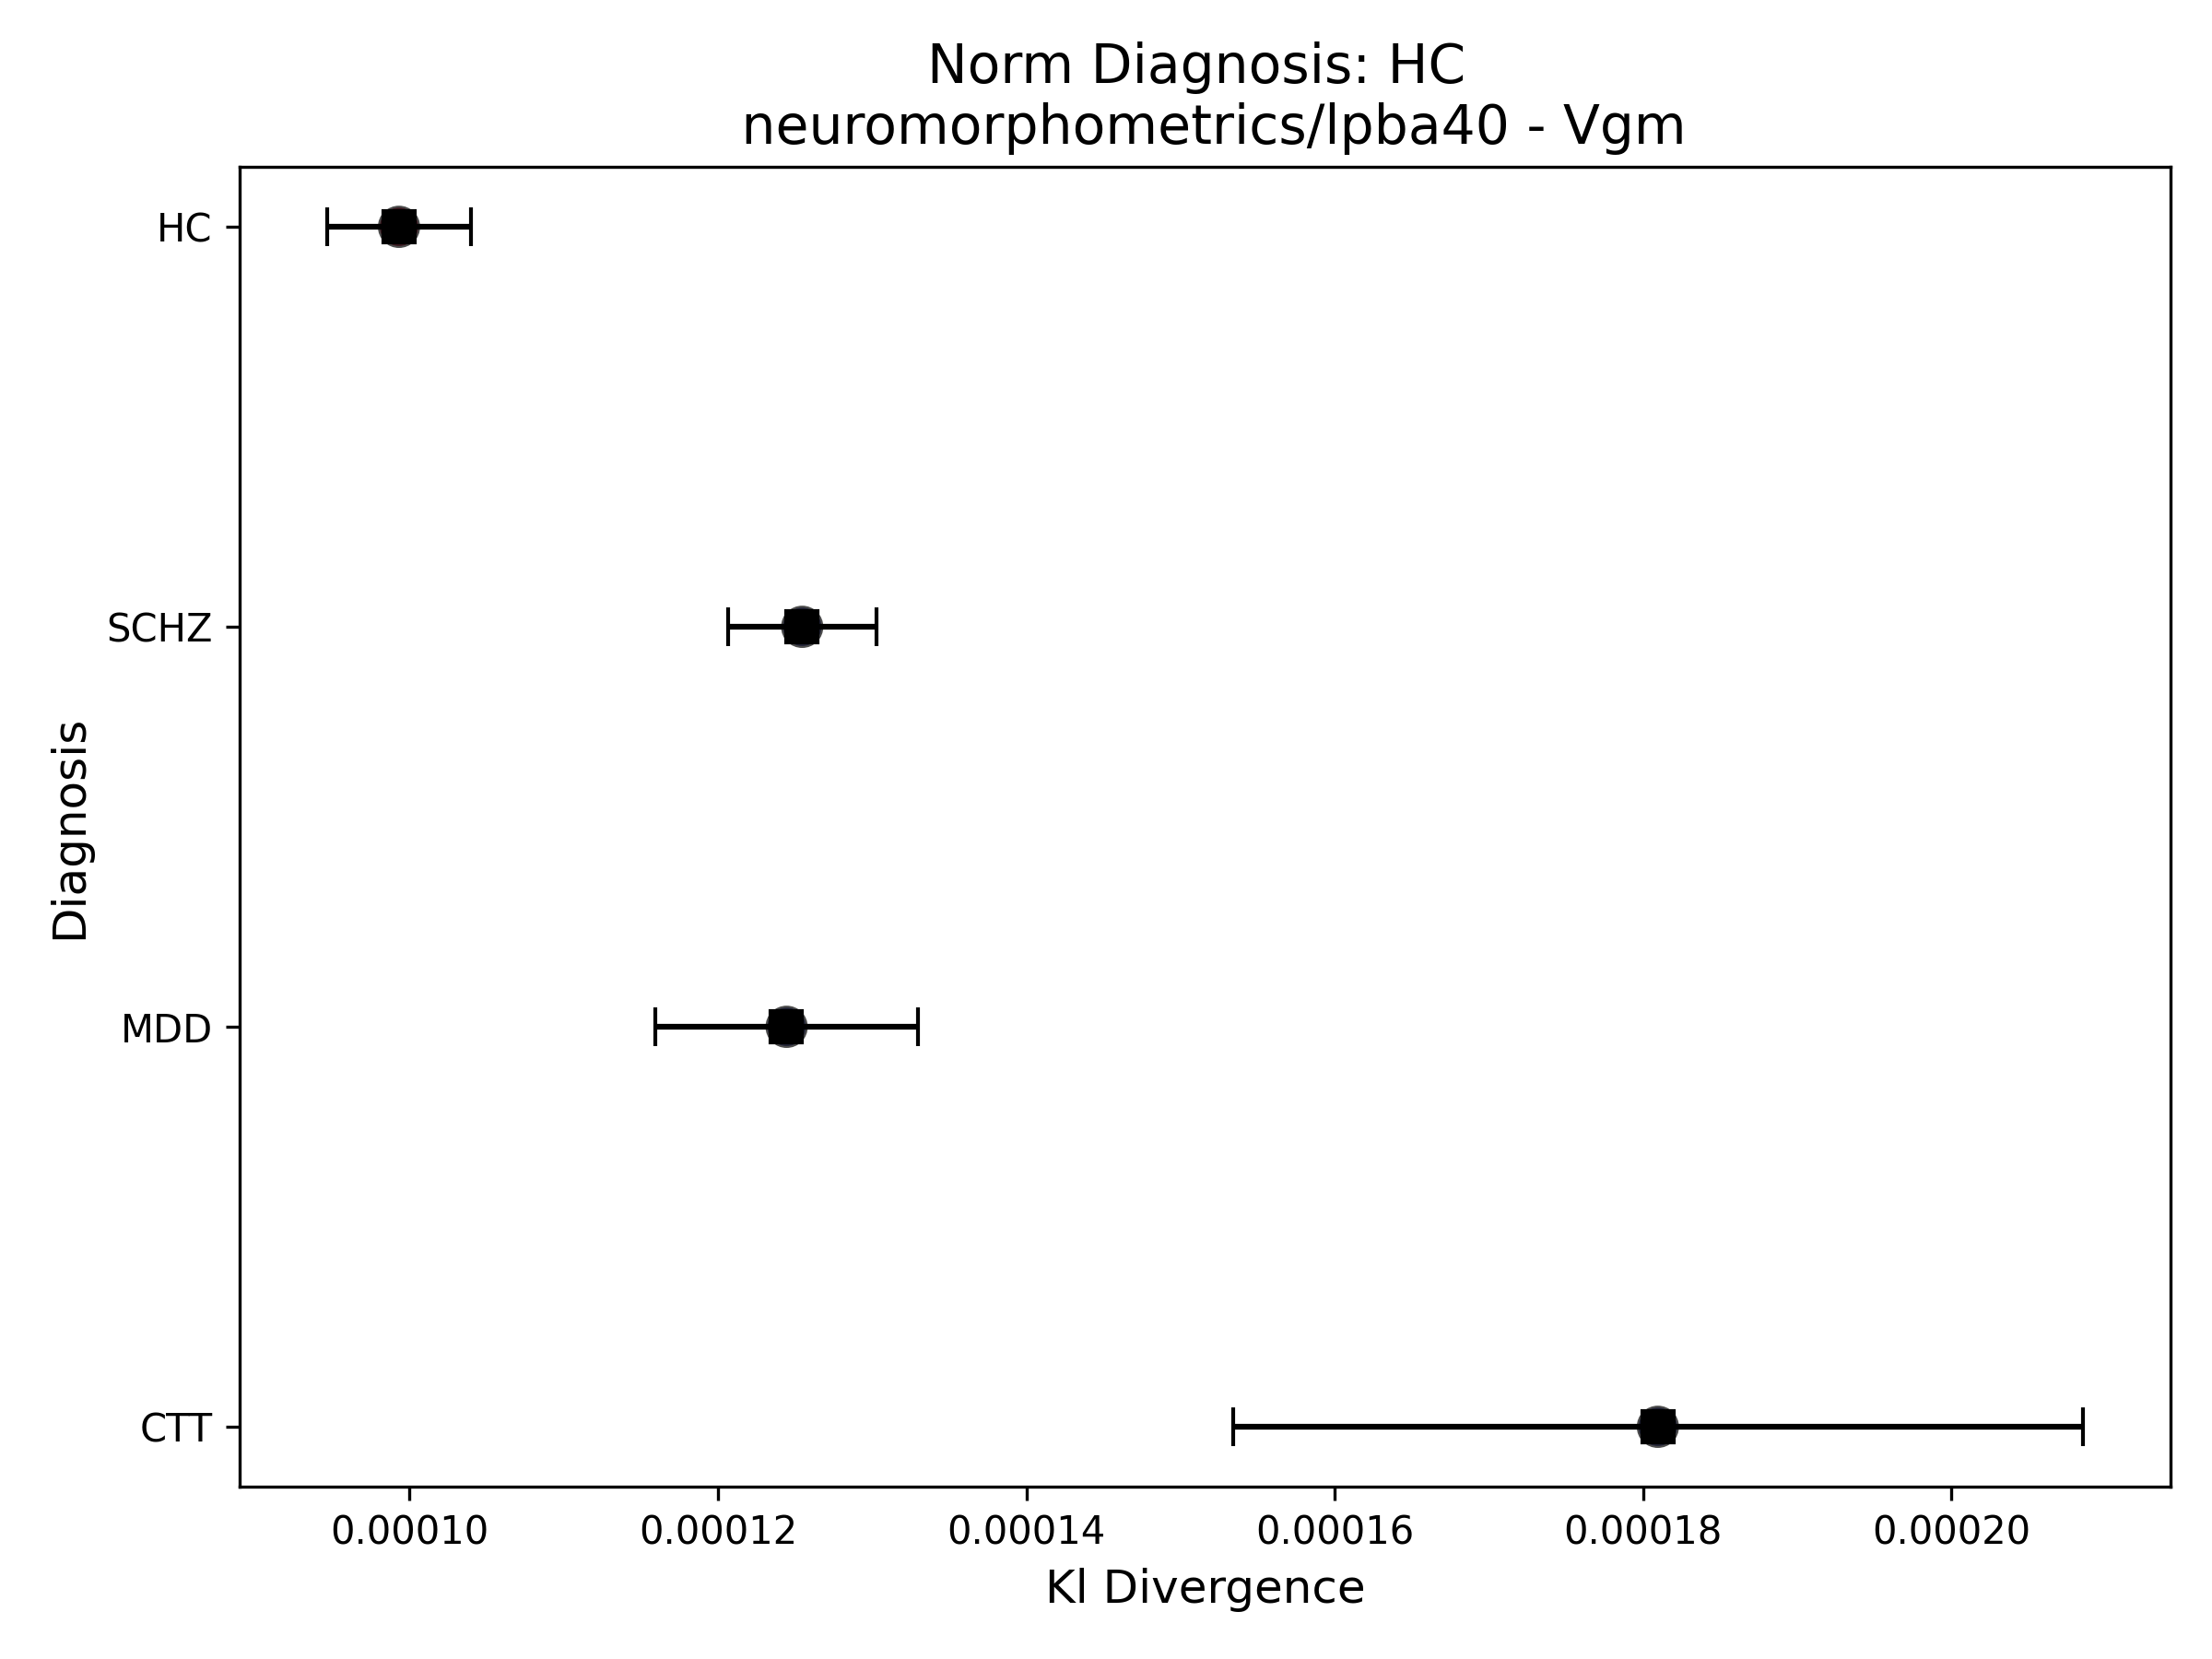 Norm Diagnosis: HC
neuromorphometrics/lpba40 - Vgm
HC
SCHZ
MDD
CTT
Diagnosis
0.00010 0.00012 0.00014 0.00016 0.00018 0.00020
Kl Divergence